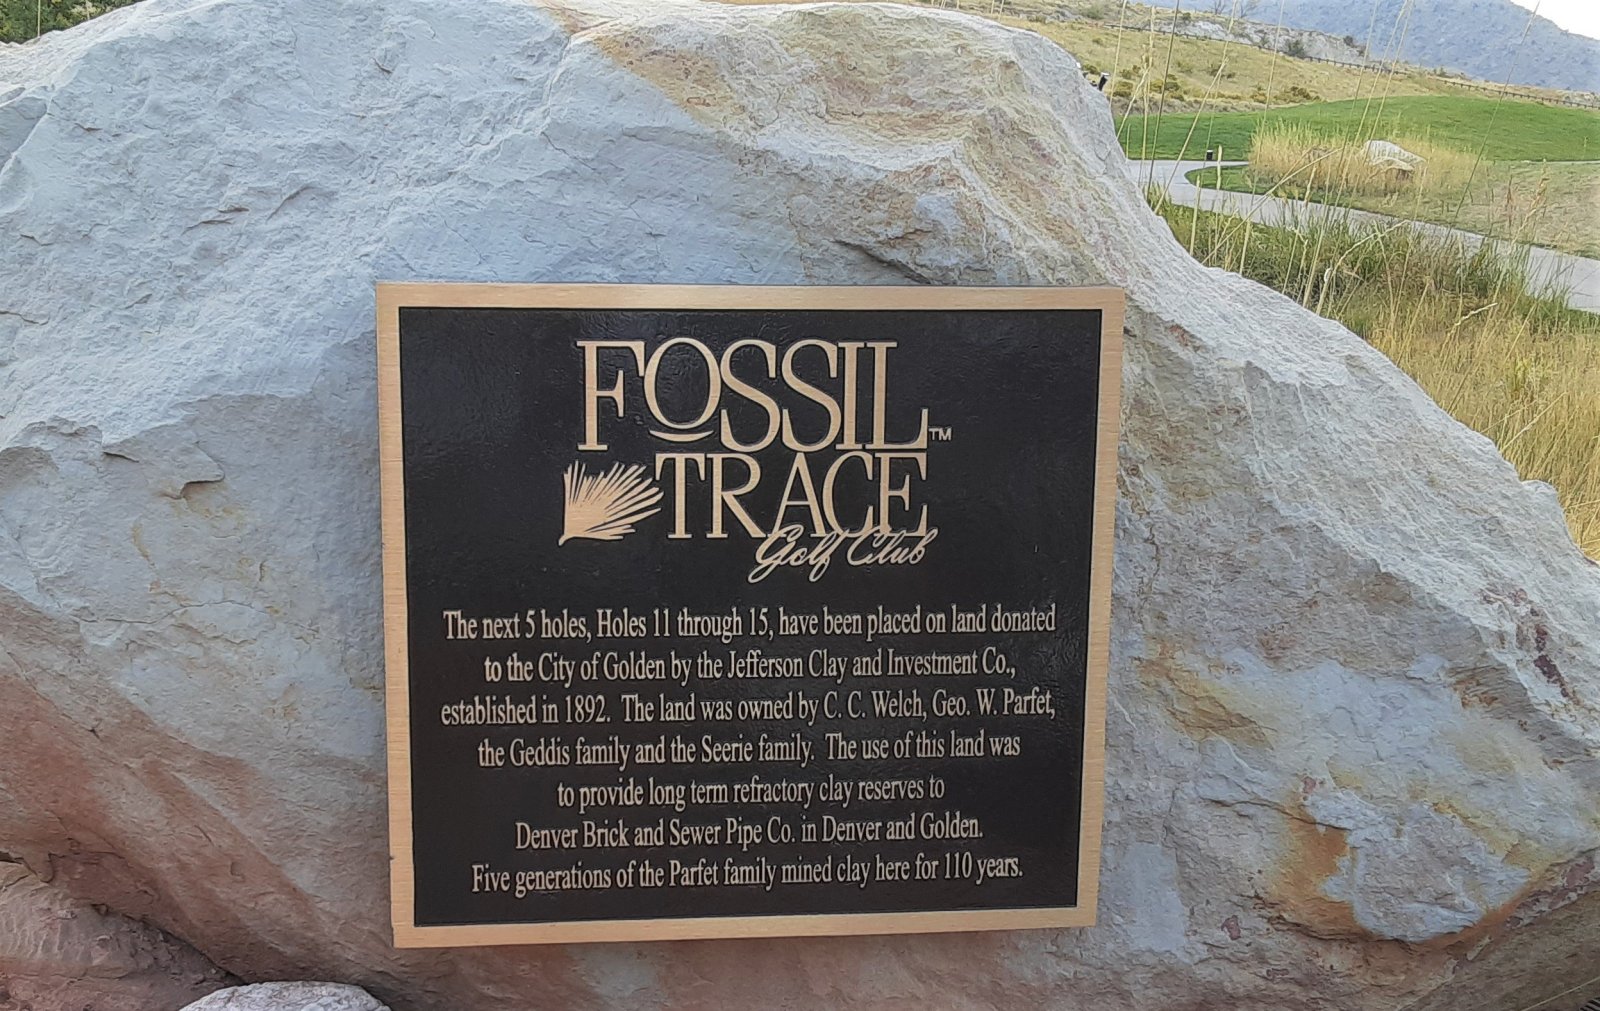 FOSSIL™
TRACE
Golf Club
The next 5 holes, Holes 11 through 15, have been placed on land donated
to the City of Golden by the Jefferson Clay and Investment Co.,
established in 1892. The land was owned by C. C. Welch, Geo. W. Parfet,
the Geddis family and the Seerie family. The use of this land was
to provide long term refractory clay reserves to
Denver Brick and Sewer Pipe Co. in Denver and Golden.
Five generations of the Parfet family mined clay here for 110 years.